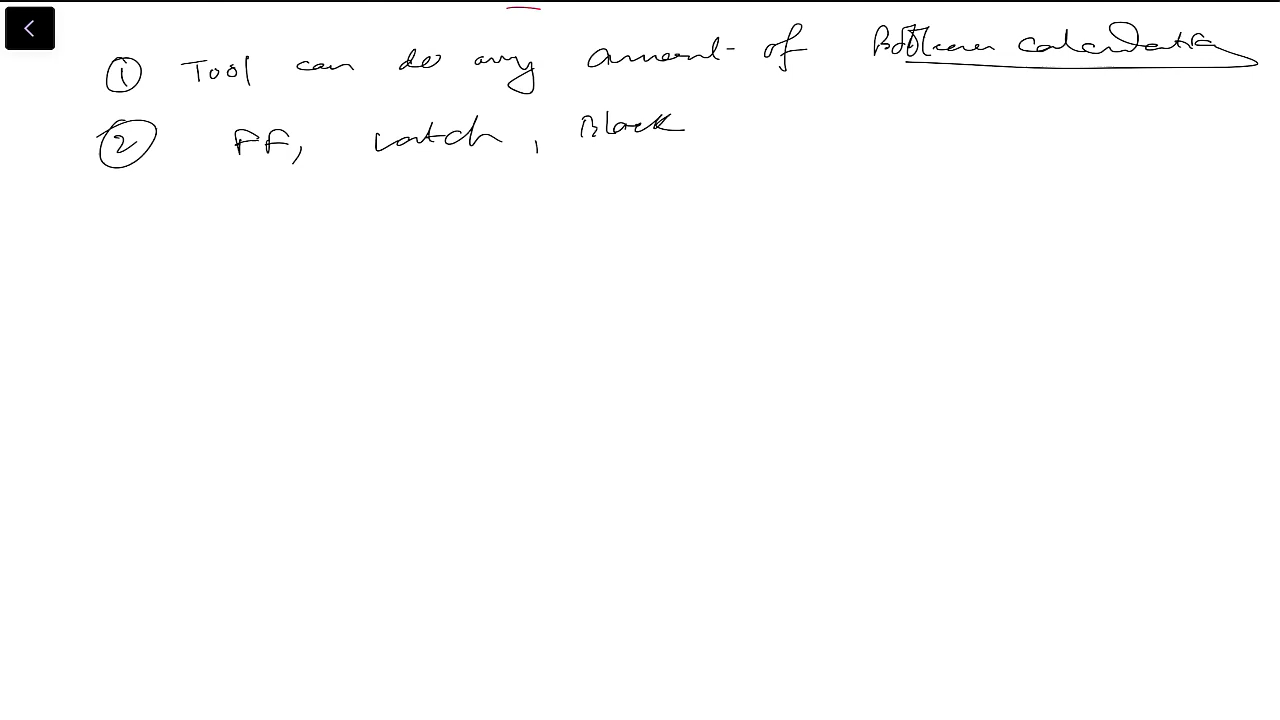 ① Tool can do any amount of Boolean calculation
② FF, Latch, Block